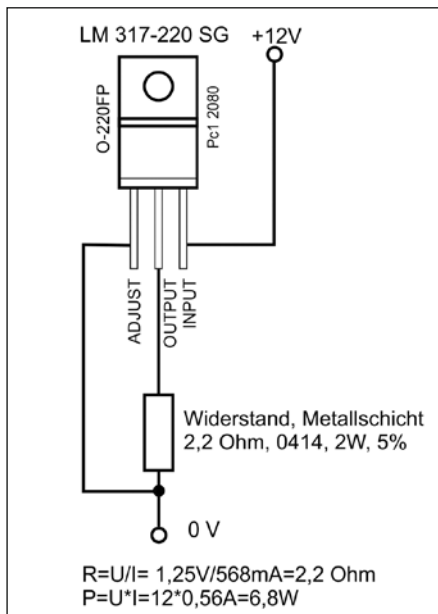 LM 317-220 SG
+12V
O-220FP
Pc1 2080
ADJUST
OUTPUT
INPUT
Widerstand, Metallschicht
2,2 Ohm, 0414, 2W, 5%
0 V
R=U/I= 1,25V/568mA=2,2 Ohm
P=U*I=12*0,56A=6,8W